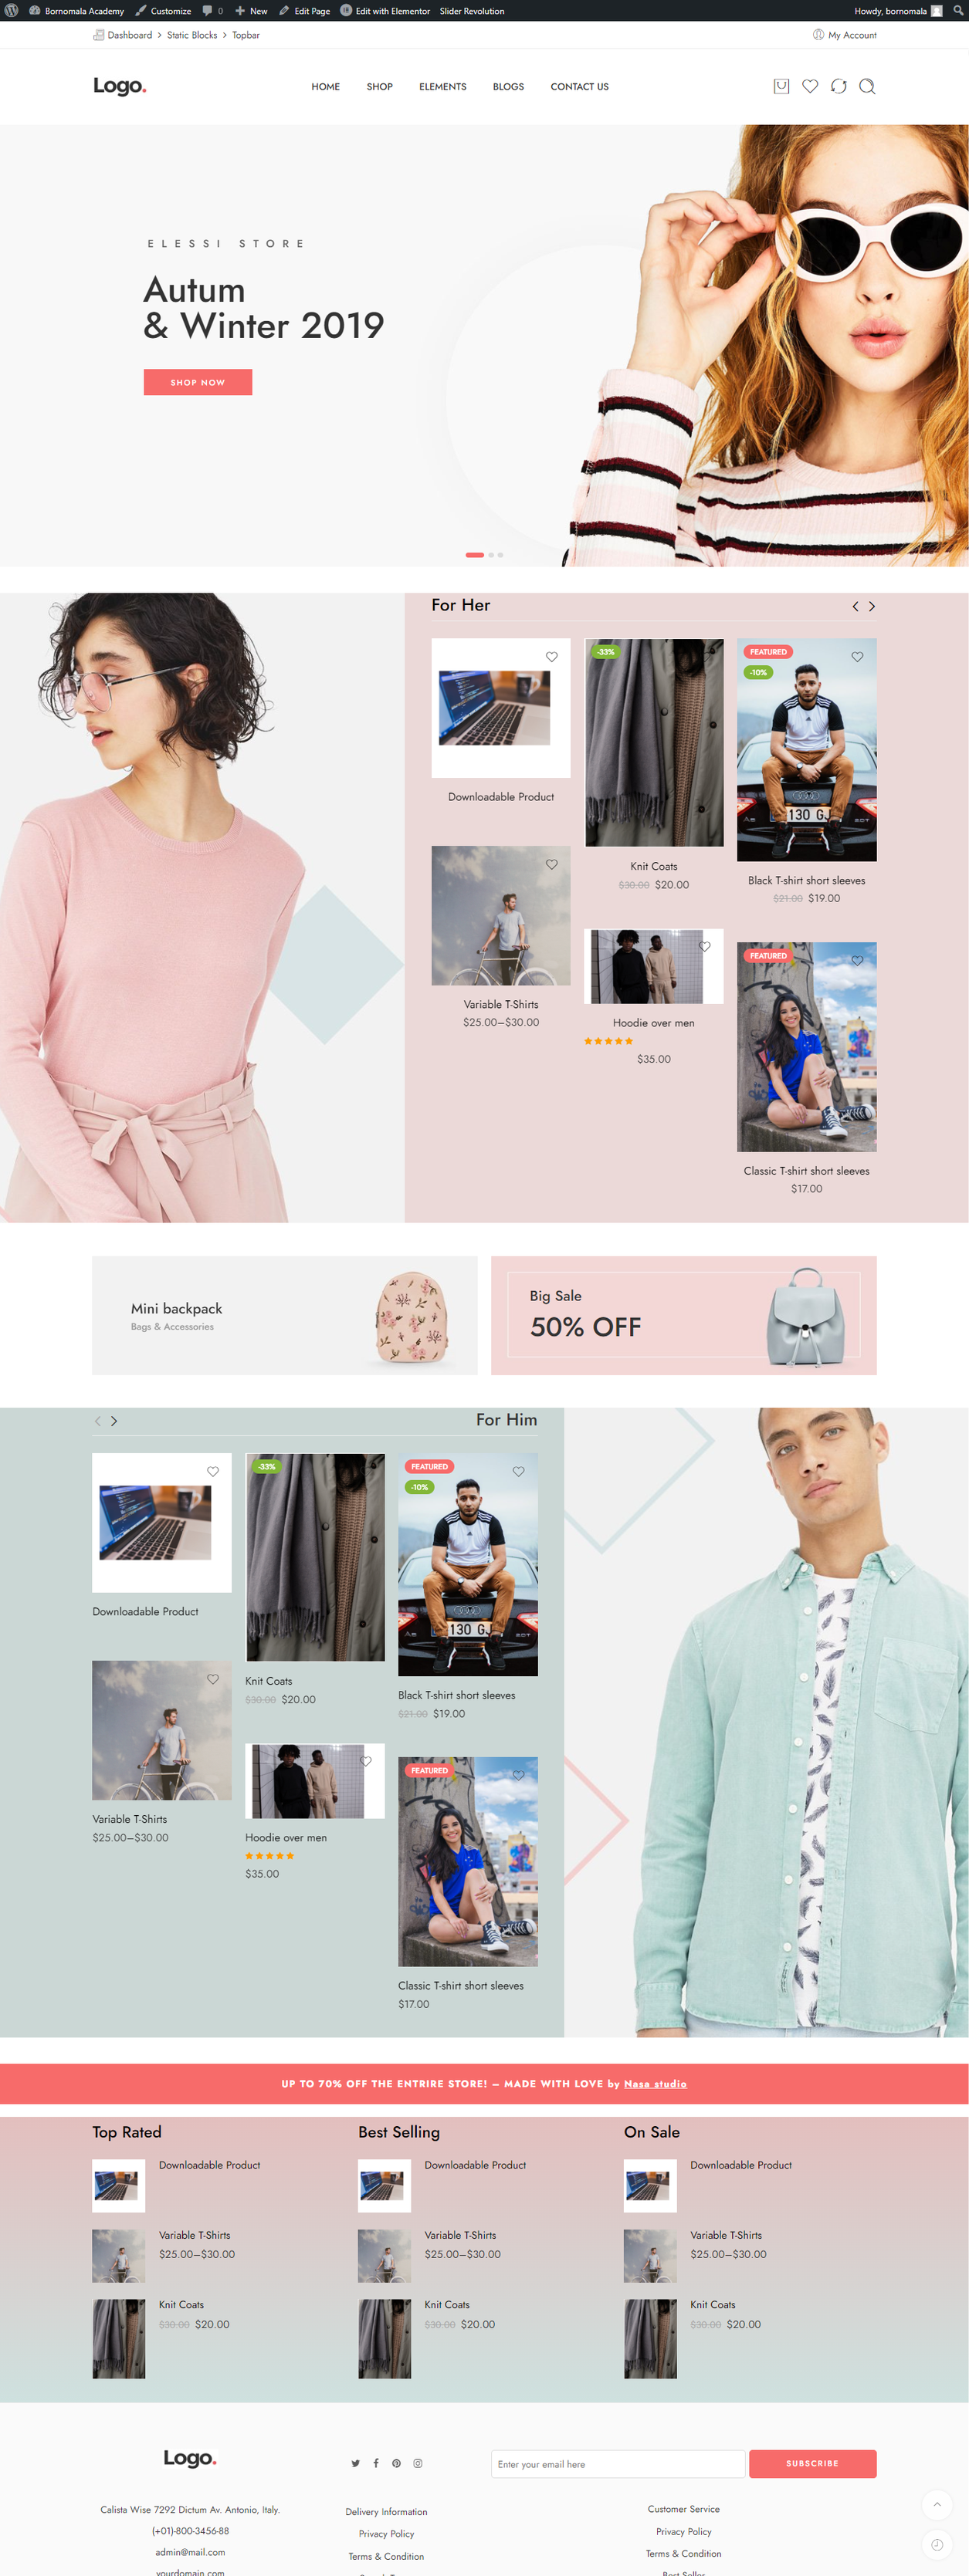 Bornomala Academy Customize 0 New Edit Page Edit with Elementor Slider Revolution Howdy, bornomala
Dashboard > Static Blocks > Topbar My Account
Logo. HOME SHOP ELEMENTS BLOGS CONTACT US
ELESSI STORE
Autum
& Winter 2019
SHOP NOW
For Her
-33%
FEATURED
-10%
130 G
Downloadable Product
Knit Coats
$30.00 $20.00
Black T-shirt short sleeves
$21.00 $19.00
FEATURED
Variable T-Shirts
$25.00–$30.00
Hoodie over men
$35.00
Classic T-shirt short sleeves
$17.00
Mini backpack
Bags & Accessories
Big Sale
50% OFF
For Him
-33%
FEATURED
-10%
130 G
Downloadable Product
Knit Coats
$30.00 $20.00
Black T-shirt short sleeves
$21.00 $19.00
FEATURED
Variable T-Shirts
$25.00–$30.00
Hoodie over men
$35.00
Classic T-shirt short sleeves
$17.00
UP TO 70% OFF THE ENTRIRE STORE! – MADE WITH LOVE by Nasa studio
Top Rated
Downloadable Product
Variable T-Shirts
$25.00–$30.00
Knit Coats
$30.00 $20.00
Best Selling
Downloadable Product
Variable T-Shirts
$25.00–$30.00
Knit Coats
$30.00 $20.00
On Sale
Downloadable Product
Variable T-Shirts
$25.00–$30.00
Knit Coats
$30.00 $20.00
Logo.
Enter your email here SUBSCRIBE
Calista Wise 7292 Dictum Av. Antonio, Italy.
(+01)-800-3456-88
admin@mail.com
yourdomain.com
Delivery Information
Privacy Policy
Terms & Condition
Customer Service
Privacy Policy
Terms & Condition
Best Seller